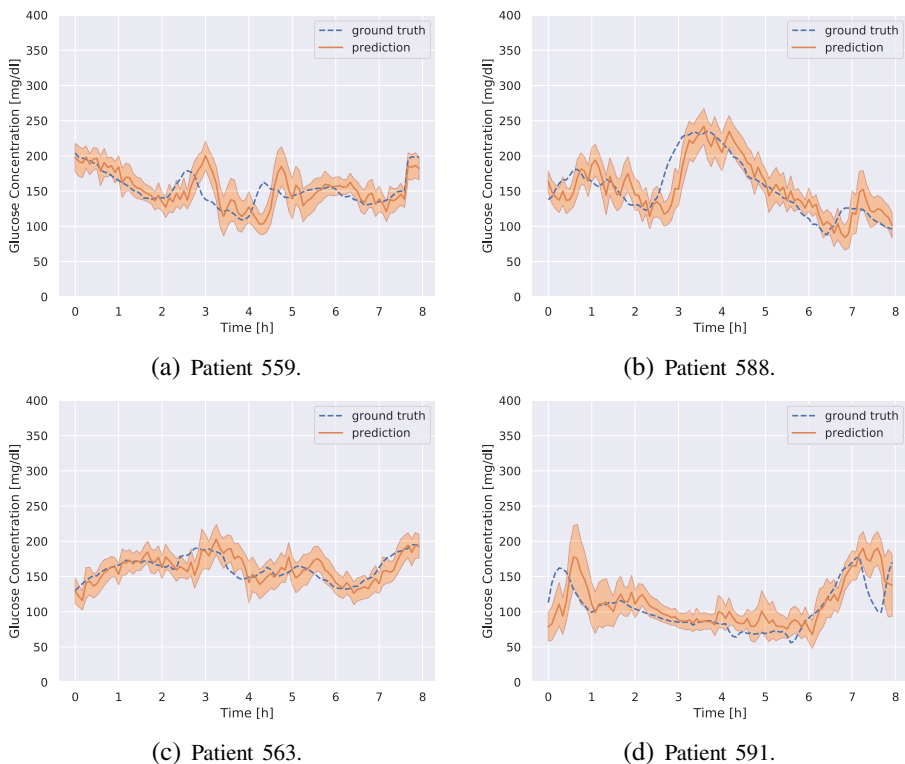 400
350
300
250
200
150
100
50
0
Glucose Concentration [mg/dl]
ground truth
prediction
0 1 2 3 4 5 6 7 8
Time [h]
(a) Patient 559.
400
350
300
250
200
150
100
50
0
Glucose Concentration [mg/dl]
ground truth
prediction
0 1 2 3 4 5 6 7 8
Time [h]
(b) Patient 588.
400
350
300
250
200
150
100
50
0
Glucose Concentration [mg/dl]
ground truth
prediction
0 1 2 3 4 5 6 7 8
Time [h]
(c) Patient 563.
400
350
300
250
200
150
100
50
0
Glucose Concentration [mg/dl]
ground truth
prediction
0 1 2 3 4 5 6 7 8
Time [h]
(d) Patient 591.